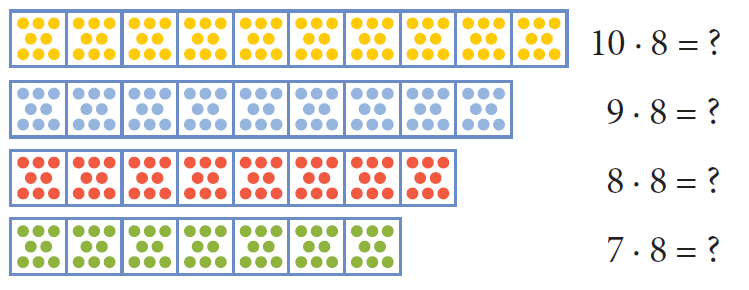 10 · 8 = ?
9 · 8 = ?
8 · 8 = ?
7 · 8 = ?